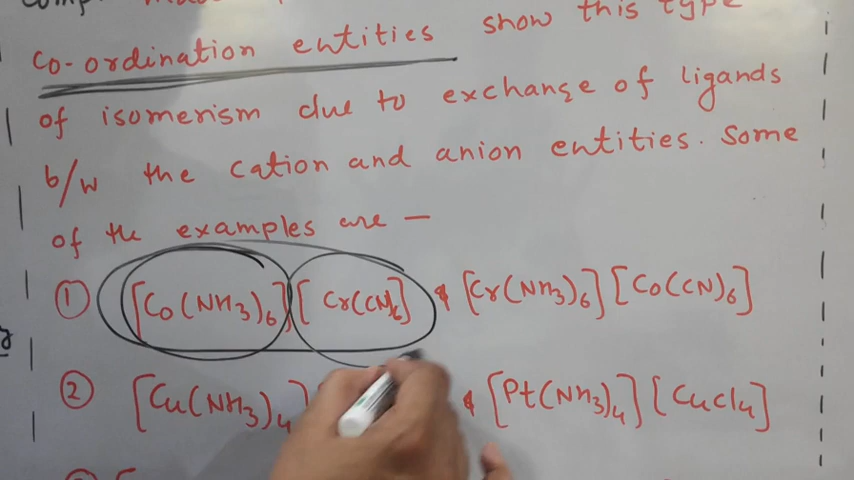 show this type
Co-ordination entities
of isomerism due to exchange of ligands
b/w the cation and anion entities. Some
of the examples are —
① [Co(NH3)6] [Cr(CN)6] & [Cr(NH3)6] [Co(CN)6]
② [Cu(NH3)4] & [Pt(NH3)4] [CuCl4]